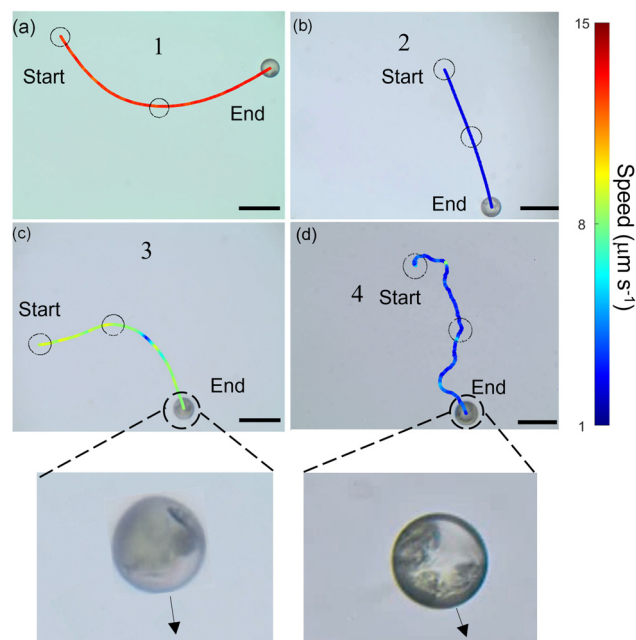 (a)
1
Start
End
(b)
2
Start
End
(c)
3
Start
End
(d)
4
Start
End
15
8
1
Speed (μm s-1)